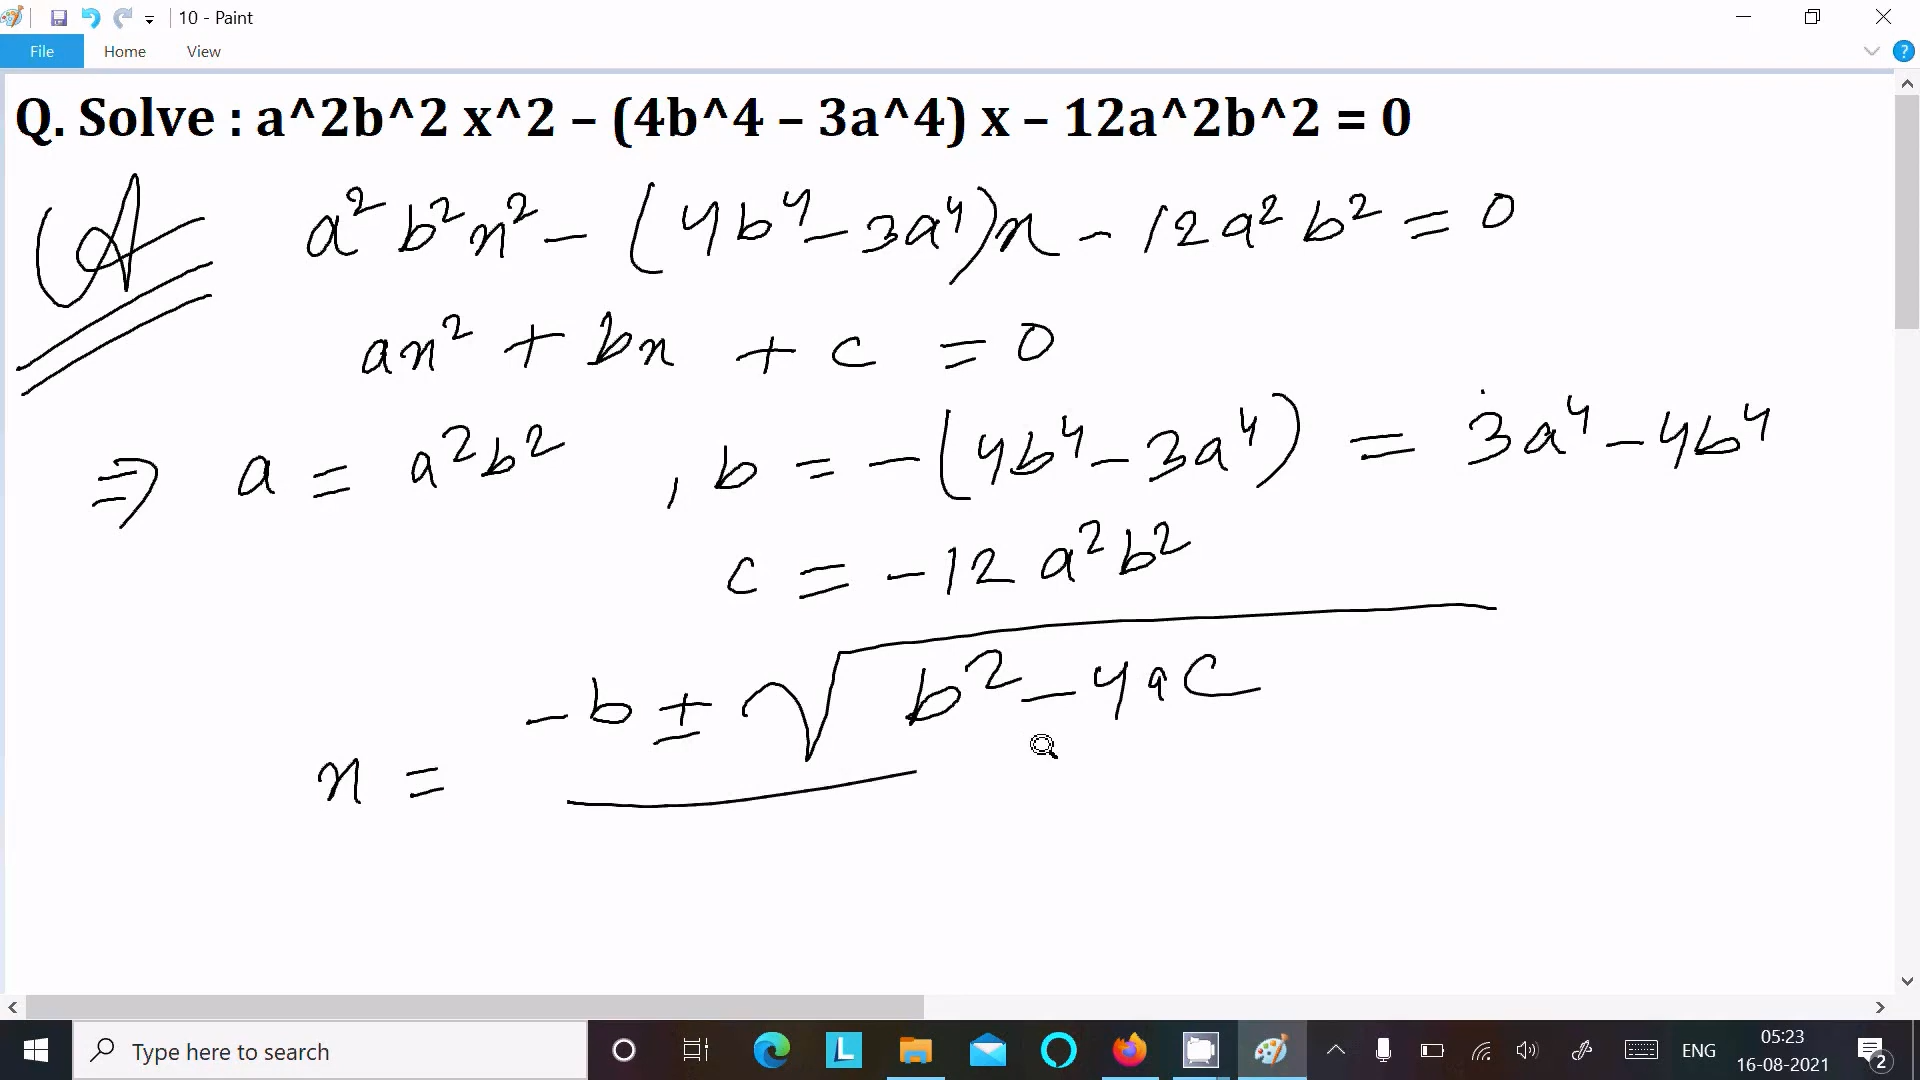 10 - Paint
File Home View
Q. Solve : a^2b^2 x^2 – (4b^4 – 3a^4) x – 12a^2b^2 = 0
A a²b²x² – (4b⁴ – 3a⁴)x – 12a²b² = 0
ax² + bx + c = 0
⇒ a = a²b² , b = –(4b⁴ – 3a⁴) = 3a⁴ – 4b⁴
c = –12a²b²
x = –b ± √b² – 4ac
Type here to search
ENG
05:23
16-08-2021
2